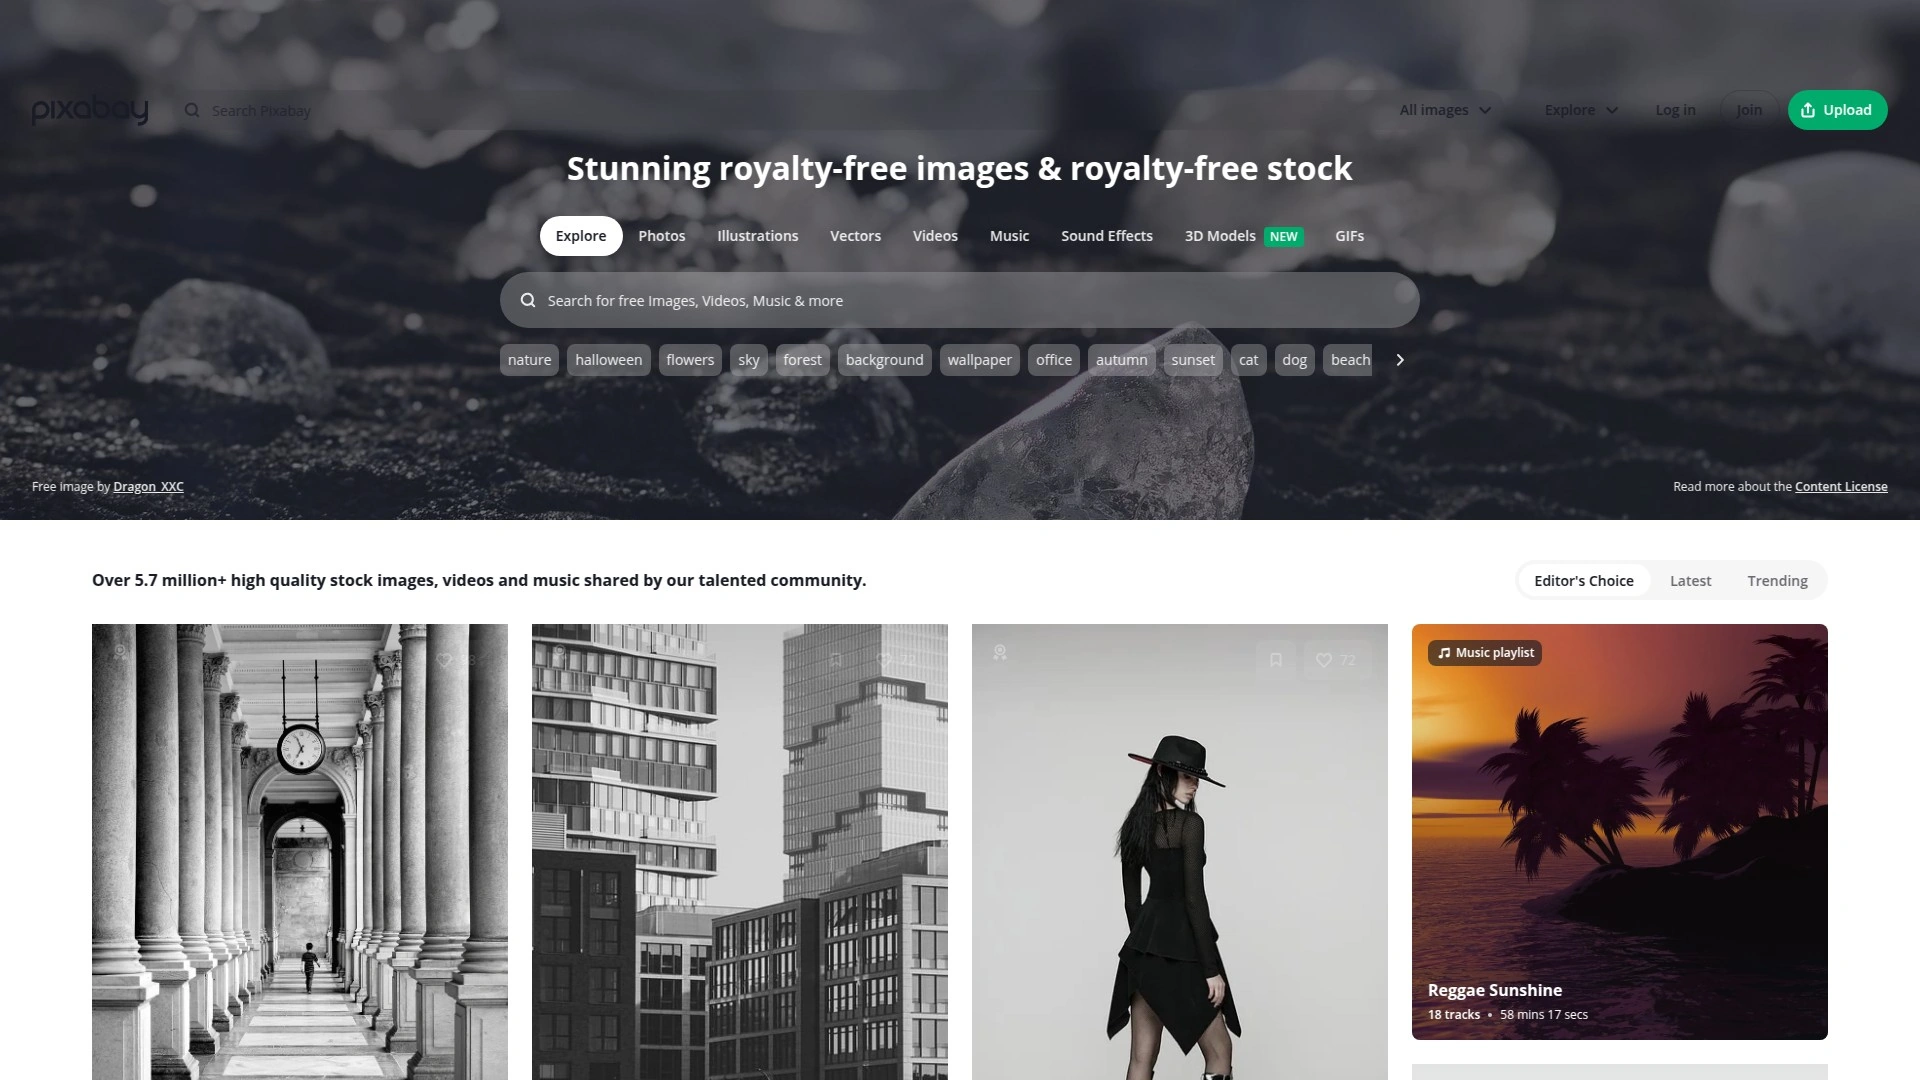 pixabay
Search Pixabay
All images
Explore
Log in
Join
Upload
Stunning royalty-free images & royalty-free stock
Explore
Photos
Illustrations
Vectors
Videos
Music
Sound Effects
3D Models NEW
GIFs
Search for free Images, Videos, Music & more
nature
halloween
flowers
sky
forest
background
wallpaper
office
autumn
sunset
cat
dog
beach
Free image by Dragon_XXC
Read more about the Content License
Over 5.7 million+ high quality stock images, videos and music shared by our talented community.
Editor's Choice
Latest
Trending
72
Music playlist
Reggae Sunshine
18 tracks • 58 mins 17 secs